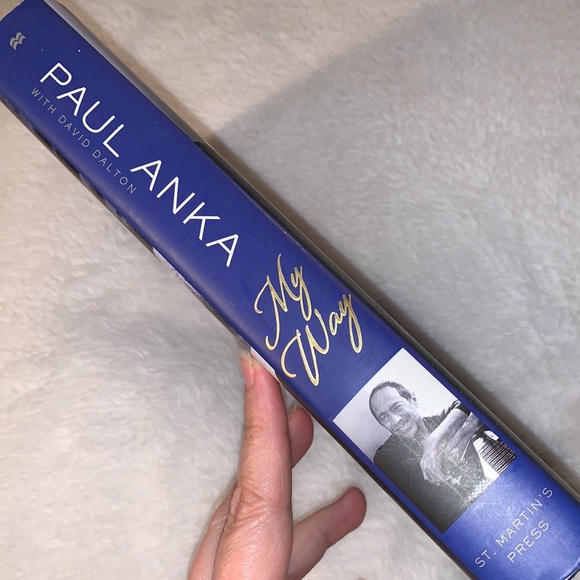 PAUL ANKA
WITH DAVID DALTON
My
Way
ST. MARTIN'S
PRESS